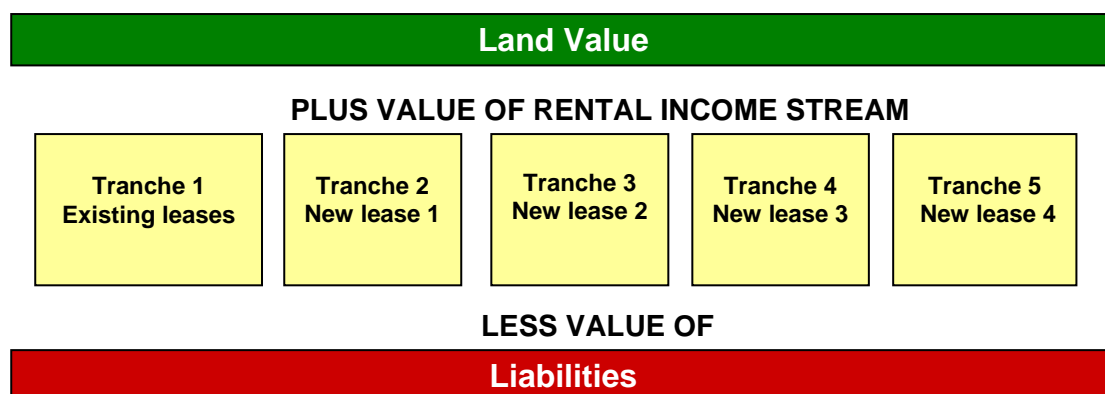 Land Value
PLUS VALUE OF RENTAL INCOME STREAM
Tranche 1
Existing leases
Tranche 2
New lease 1
Tranche 3
New lease 2
Tranche 4
New lease 3
Tranche 5
New lease 4
LESS VALUE OF
Liabilities